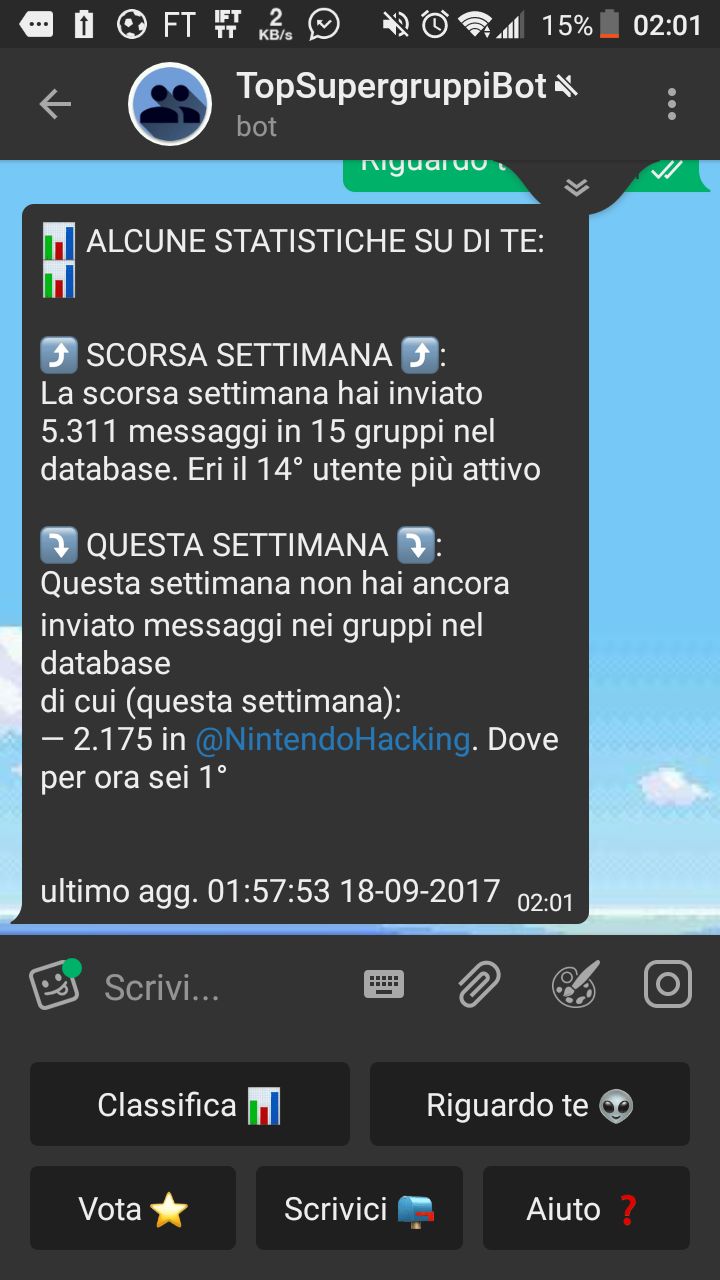 FT IFTTT 2 KB/s 15% 02:01
TopSupergruppiBot
bot
Riguardo
ALCUNE STATISTICHE SU DI TE:
SCORSA SETTIMANA :
La scorsa settimana hai inviato
5.311 messaggi in 15 gruppi nel
database. Eri il 14° utente più attivo
QUESTA SETTIMANA :
Questa settimana non hai ancora
inviato messaggi nei gruppi nel
database
di cui (questa settimana):
— 2.175 in @NintendoHacking. Dove
per ora sei 1°
ultimo agg. 01:57:53 18-09-2017 02:01
Scrivi...
Classifica
Riguardo te
Vota
Scrivici
Aiuto ?